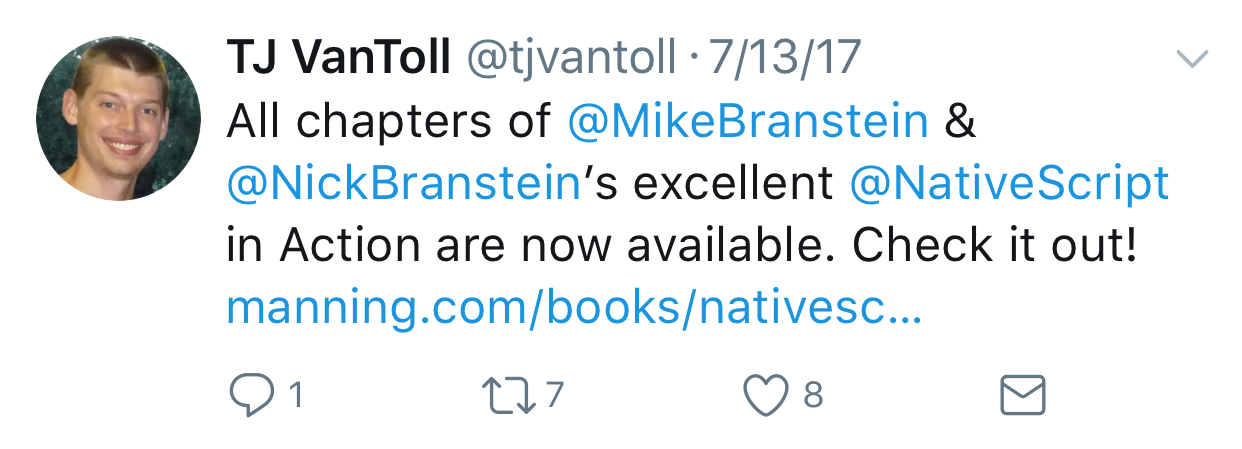 TJ VanToll @tjvantoll · 7/13/17
All chapters of @MikeBranstein &
@NickBranstein’s excellent @NativeScript
in Action are now available. Check it out!
manning.com/books/nativesc…
1 7 8